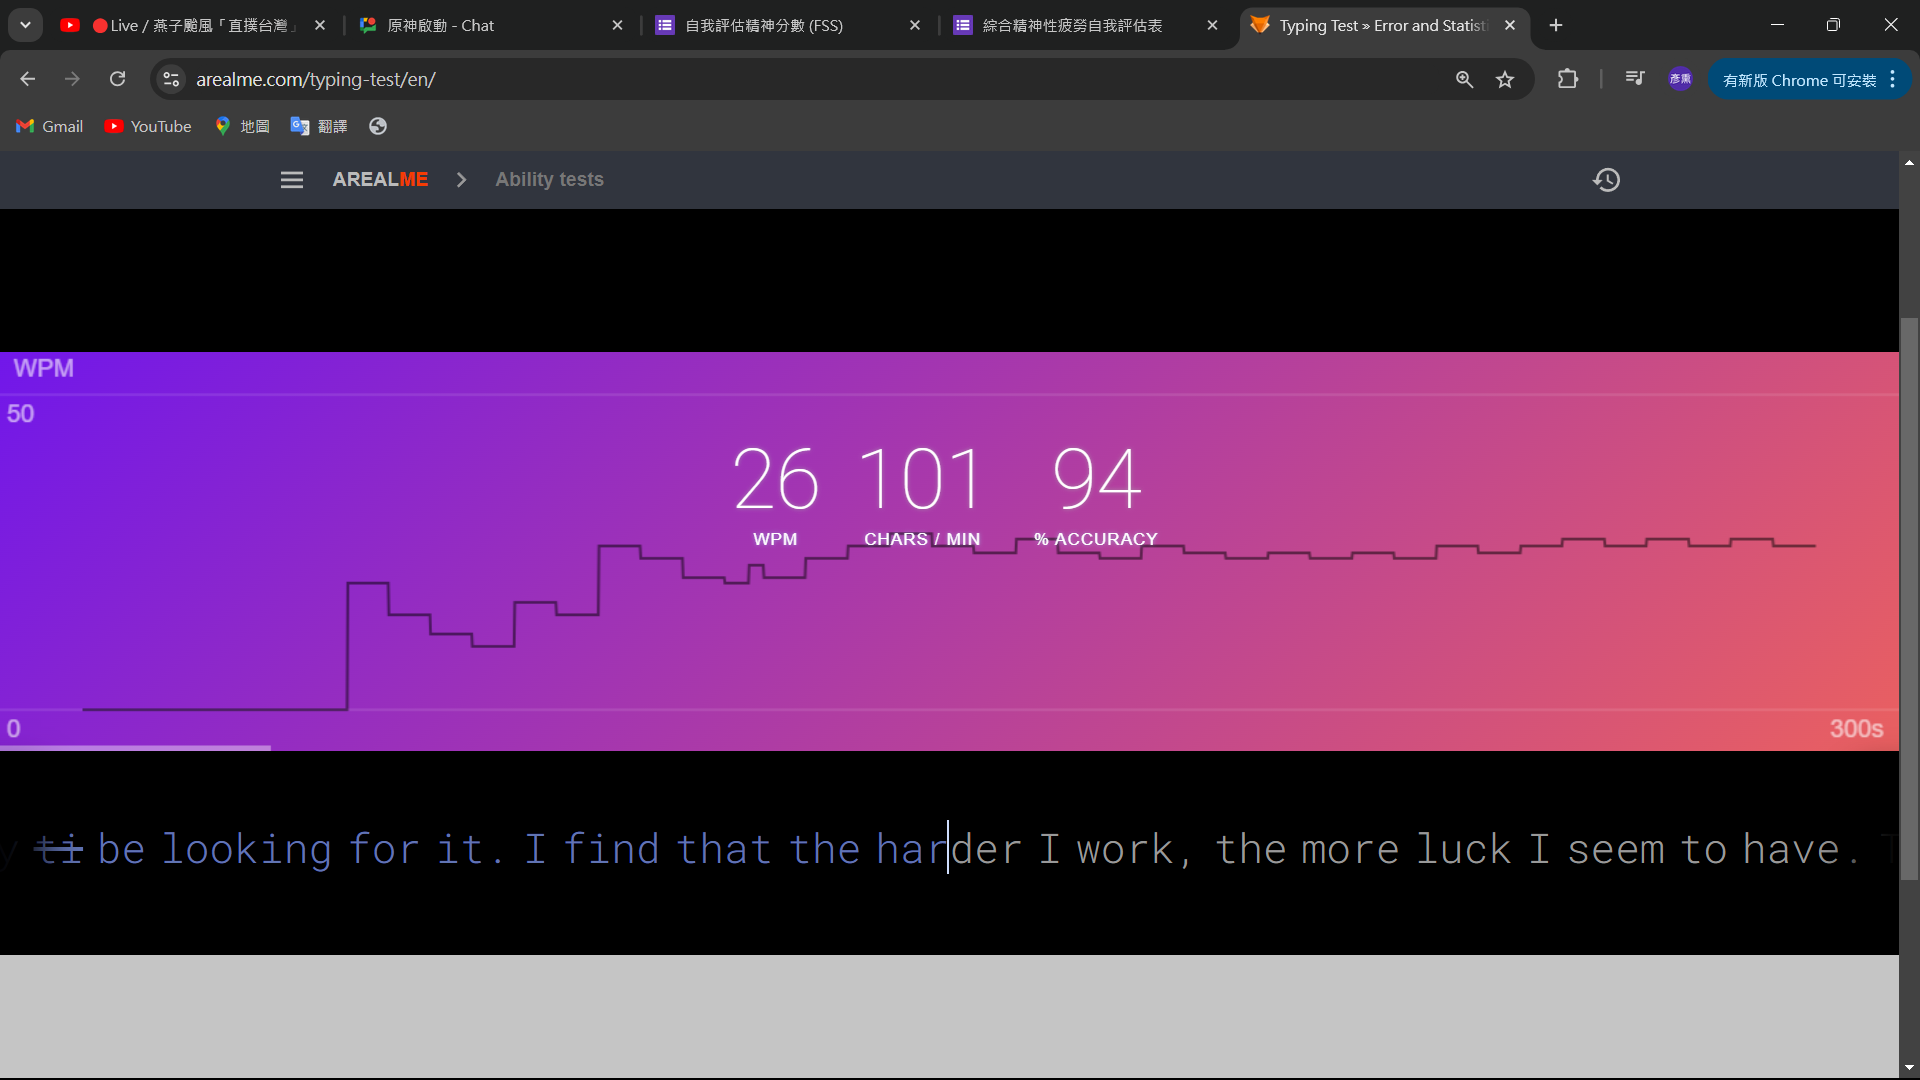 Live / 燕子颱風「直撲台灣」
原神啟動 - Chat
自我評估精神分數 (FSS)
綜合精神性疲勞自我評估表
Typing Test » Error and Statisti
arealme.com/typing-test/en/
彥熏
有新版 Chrome 可安裝
Gmail
YouTube
地圖
翻譯
AREALME
Ability tests
WPM
50
26 101 94
WPM CHARS / MIN % ACCURACY
0
300s
y ti be looking for it. I find that the harder I work, the more luck I seem to have. T